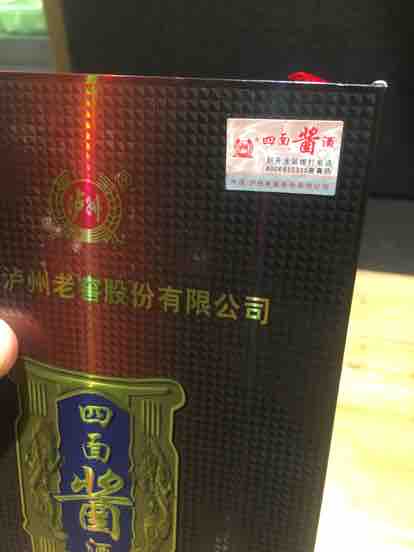 四面酱酒
泸州
泸州老窖股份有限公司
四面
酱
酒